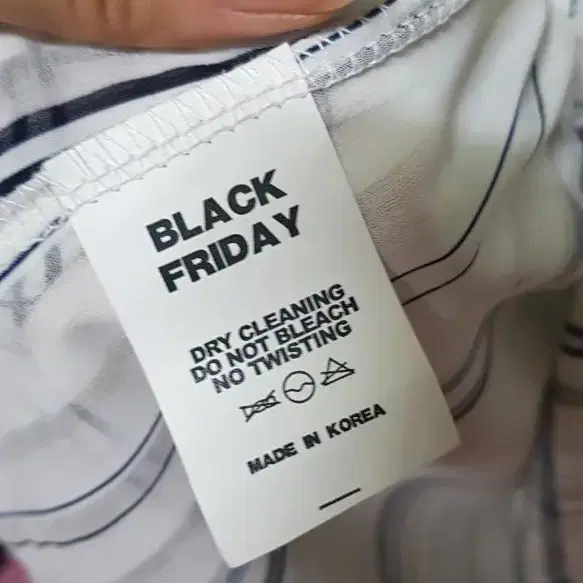 BLACK
FRIDAY
DRY CLEANING
DO NOT BLEACH
NO TWISTING
MADE IN KOREA